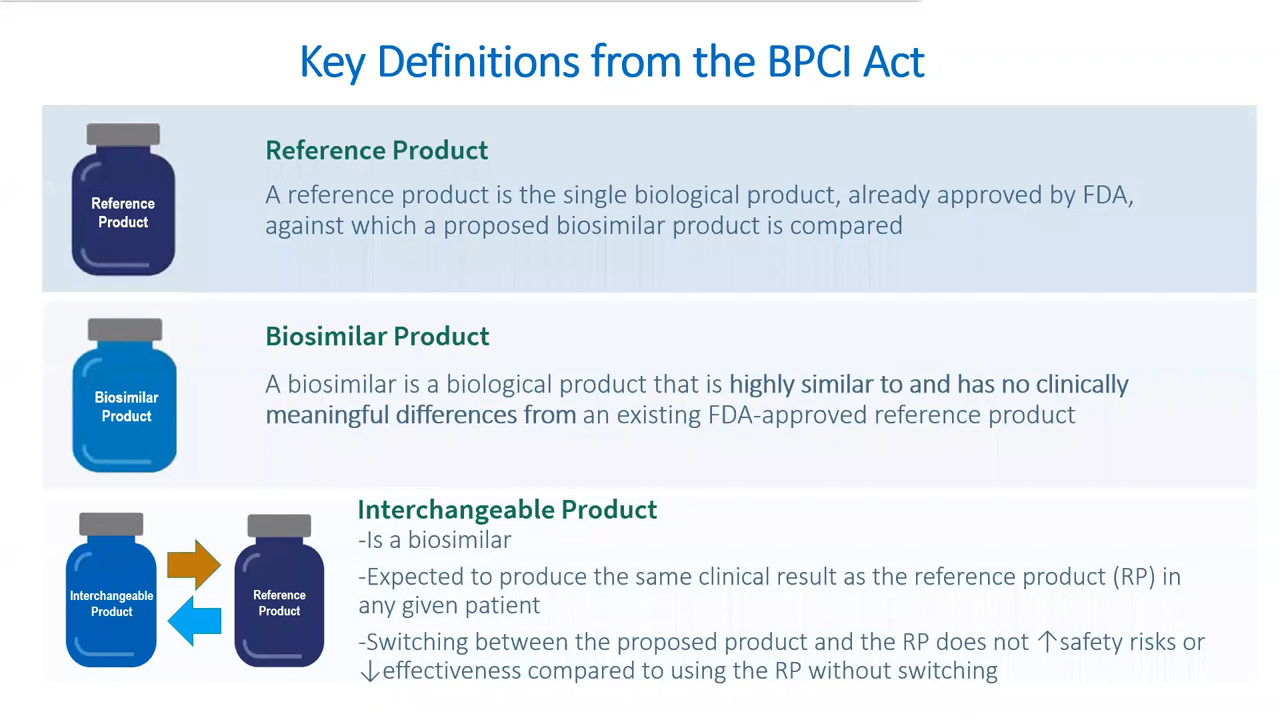 Key Definitions from the BPCI Act
Reference
Product
Reference Product
A reference product is the single biological product, already approved by FDA,
against which a proposed biosimilar product is compared
Biosimilar
Product
Biosimilar Product
A biosimilar is a biological product that is highly similar to and has no clinically
meaningful differences from an existing FDA-approved reference product
Interchangeable
Product
Reference
Product
Interchangeable Product
-Is a biosimilar
-Expected to produce the same clinical result as the reference product (RP) in
any given patient
-Switching between the proposed product and the RP does not ↑safety risks or
↓effectiveness compared to using the RP without switching